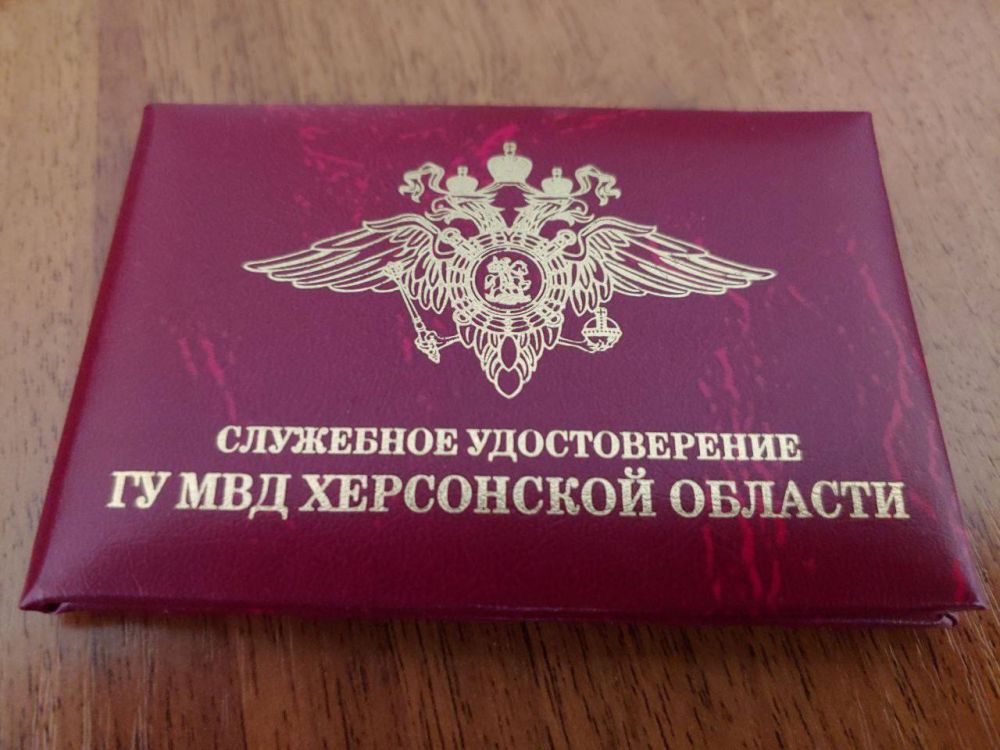 СЛУЖЕБНОЕ УДОСТОВЕРЕНИЕ
ГУ МВД ХЕРСОНСКОЙ ОБЛАСТИ